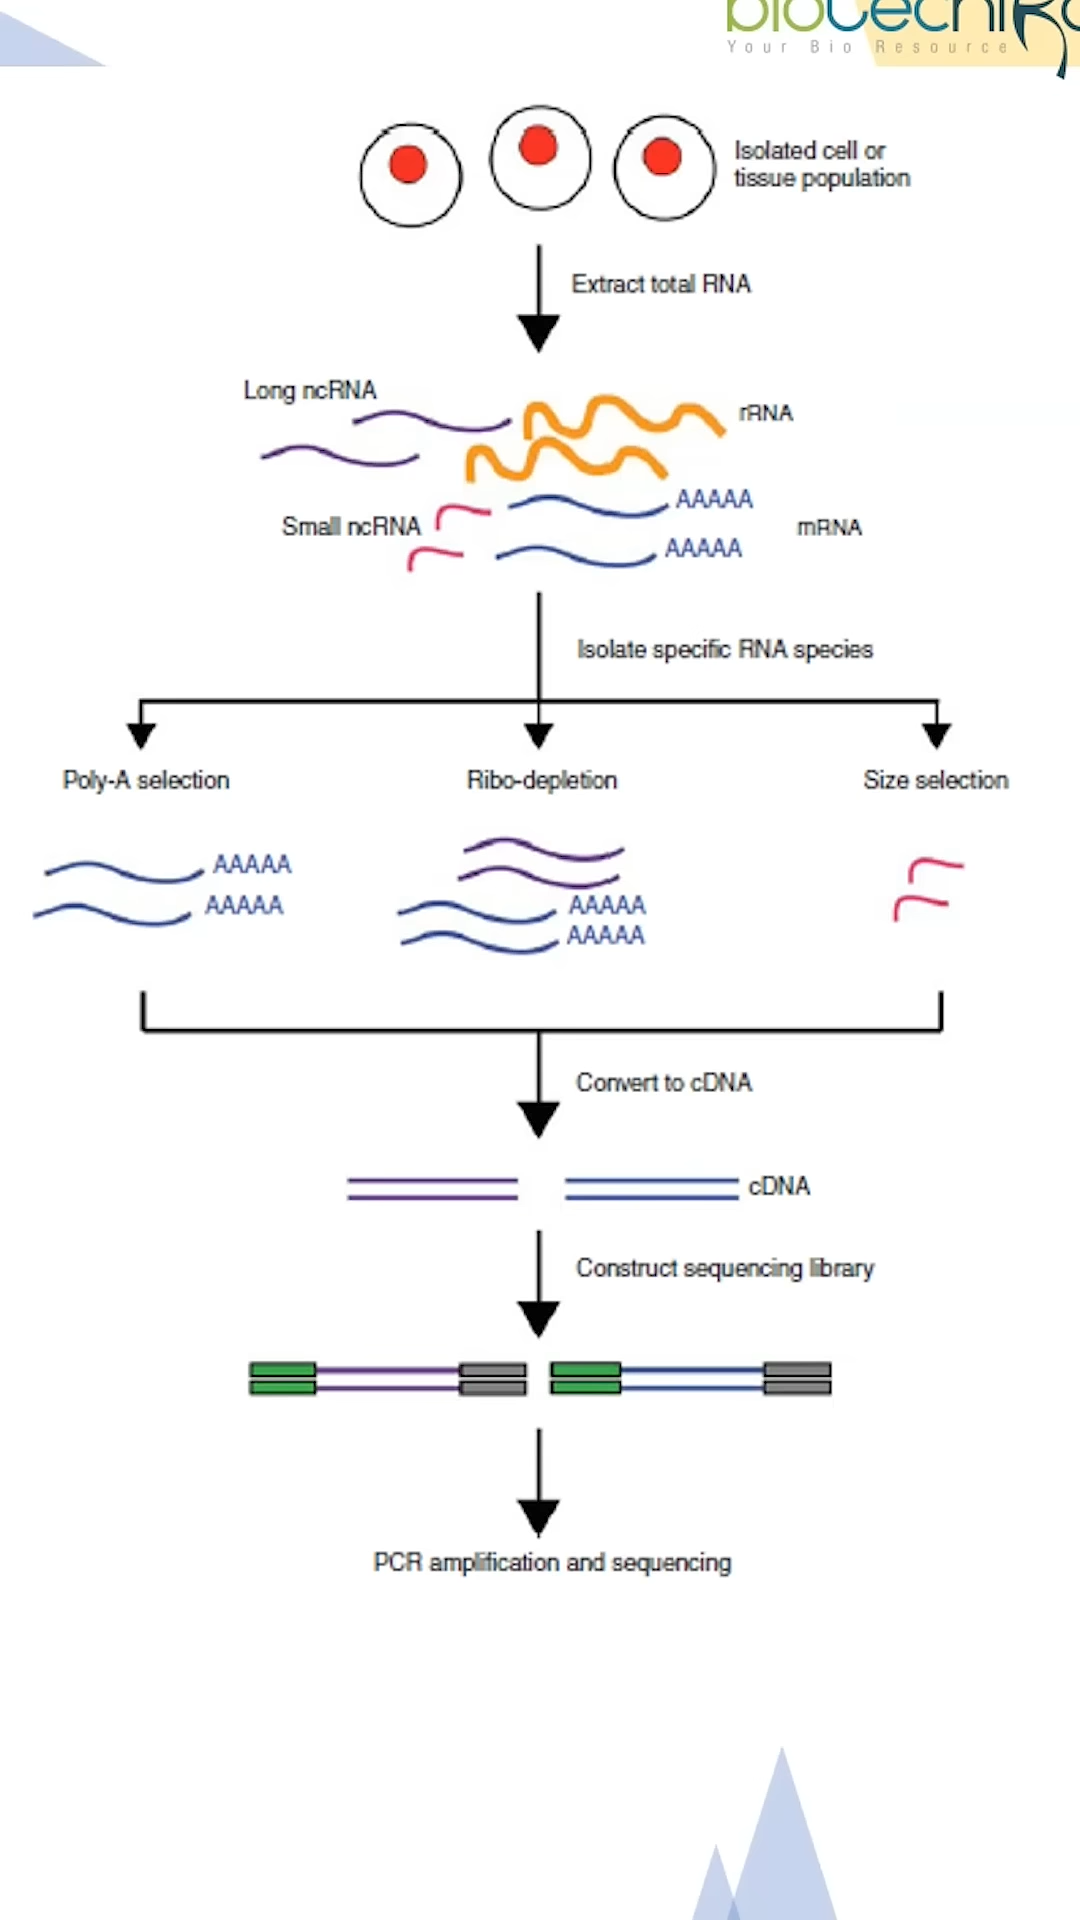 biotecnika
Your Bio Resource
Isolated cell or
tissue population
Extract total RNA
Long ncRNA
rRNA
AAAAA
Small ncRNA
mRNA
AAAAA
Isolate specific RNA species
Poly-A selection
Ribo-depletion
Size selection
AAAAA
AAAAA
AAAAA
AAAAA
Convert to cDNA
cDNA
Construct sequencing library
PCR amplification and sequencing